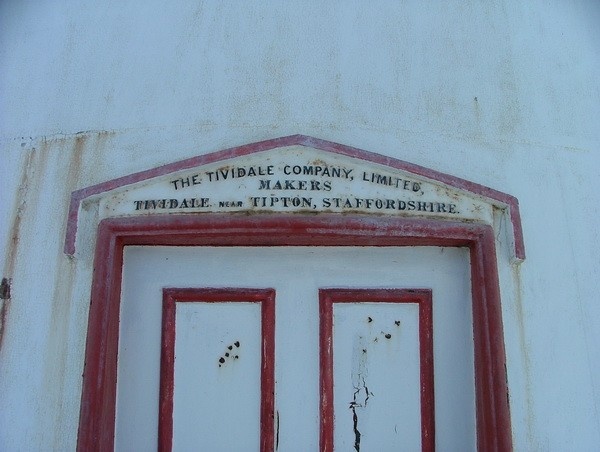 THE TIVIDALE COMPANY, LIMITED,
MAKERS
TIVIDALE NEAR TIPTON, STAFFORDSHIRE.